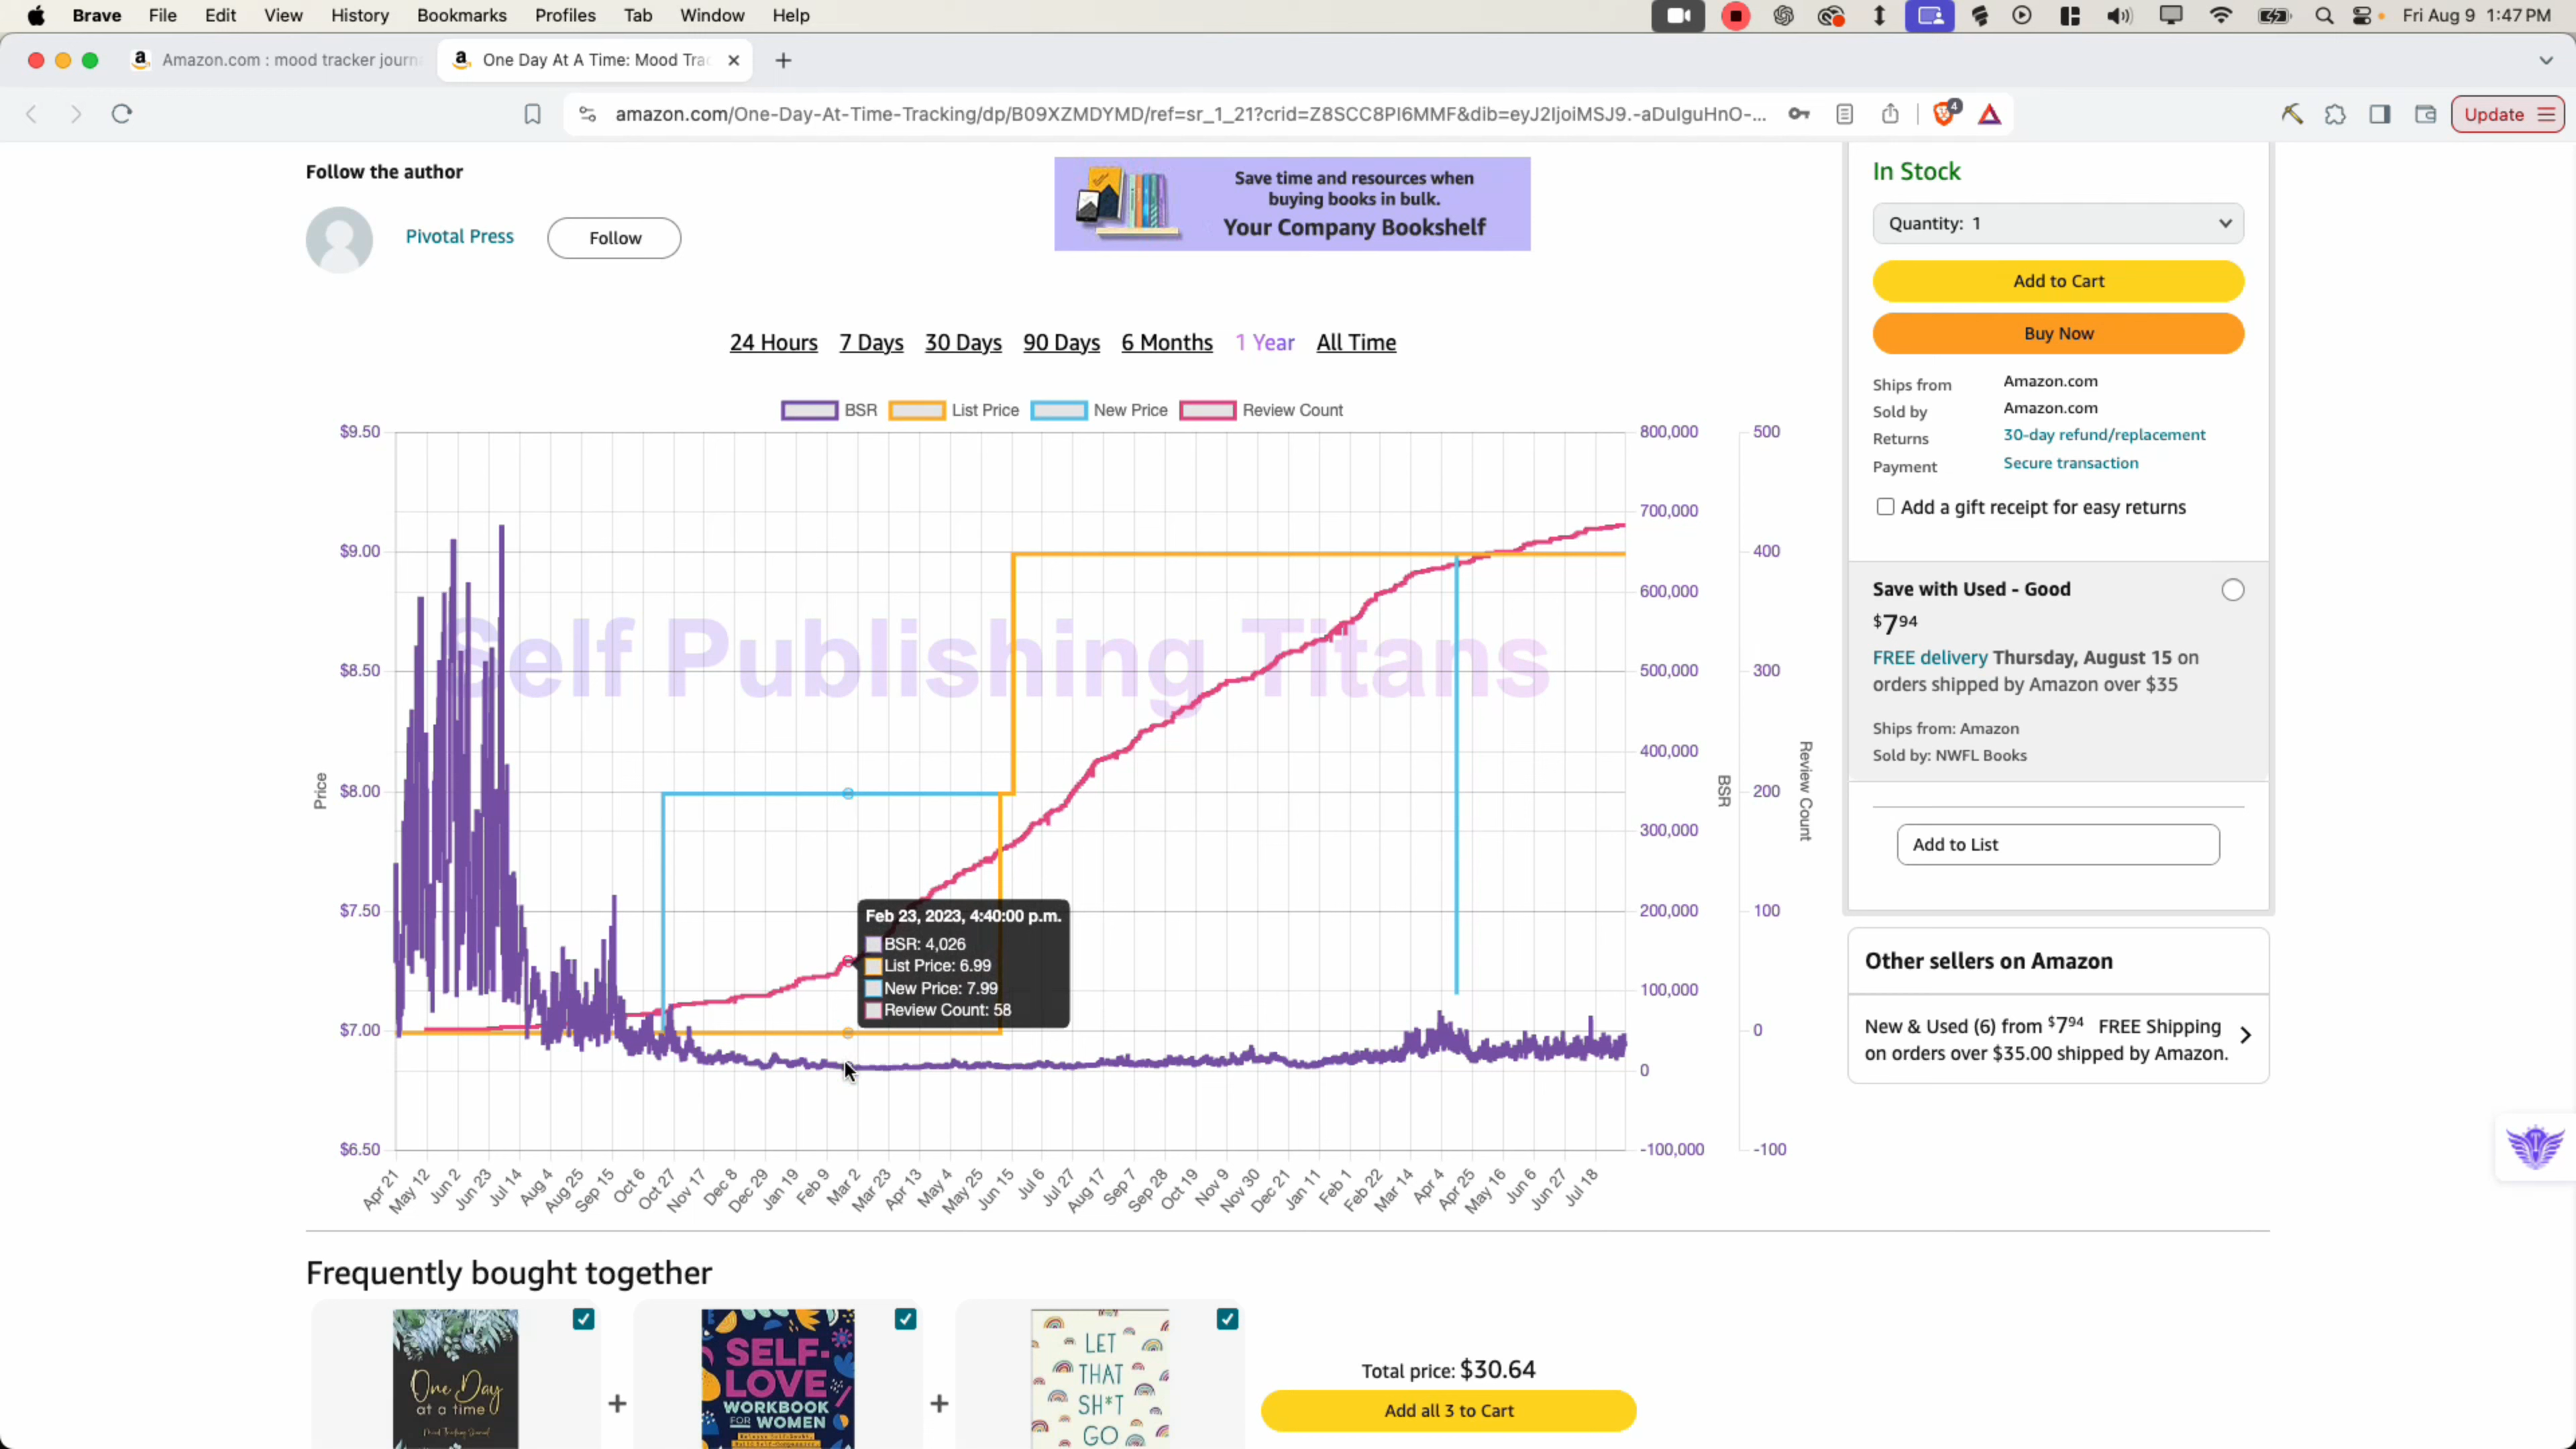 Brave File Edit View History Bookmarks Profiles Tab Window Help
Fri Aug 9 1:47 PM
Amazon.com : mood tracker journ
One Day At A Time: Mood Tra
amazon.com/One-Day-At-Time-Tracking/dp/B09XZMDYMD/ref=sr_1_21?crid=Z8SCC8PI6MMF&dib=eyJ2IjoiMSJ9.-aDulguHnO-...
4
Update
Follow the author
Pivotal Press
Follow
Save time and resources when
buying books in bulk.
Your Company Bookshelf
24 Hours 7 Days 30 Days 90 Days 6 Months 1 Year All Time
BSR List Price New Price Review Count
$9.50
$9.00
$8.50
$8.00
$7.50
$7.00
$6.50
Price
Self Publishing Titans
Feb 23, 2023, 4:40:00 p.m.
BSR: 4,026
List Price: 6.99
New Price: 7.99
Review Count: 58
800,000
700,000
600,000
500,000
400,000
300,000
200,000
100,000
0
-100,000
BSR
500
400
300
200
100
0
-100
Review Count
Apr 21 May 12 Jun 2 Jun 23 Jul 14 Aug 4 Aug 25 Sep 15 Oct 6 Oct 27 Nov 17 Dec 8 Dec 29 Jan 19 Feb 9 Mar 2 Mar 23 Apr 13 May 4 May 25 Jun 15 Jul 6 Jul 27 Aug 17 Sep 7 Sep 28 Oct 19 Nov 9 Nov 30 Dec 21 Jan 11 Feb 1 Feb 22 Mar 14 Apr 4 Apr 25 May 16 Jun 6 Jun 27 Jul 18
In Stock
Quantity: 1
Add to Cart
Buy Now
Ships from Amazon.com
Sold by Amazon.com
Returns 30-day refund/replacement
Payment Secure transaction
Add a gift receipt for easy returns
Save with Used - Good
$7 94
FREE delivery Thursday, August 15 on
orders shipped by Amazon over $35
Ships from: Amazon
Sold by: NWFL Books
Add to List
Other sellers on Amazon
New & Used (6) from $7 94 FREE Shipping
on orders over $35.00 shipped by Amazon.
Frequently bought together
One Day
at a time
Mood Tracking Journal
+
SELF-
LOVE
WORKBOOK
FOR WOMEN
+
LET
THAT
SH*T
GO
Total price: $30.64
Add all 3 to Cart